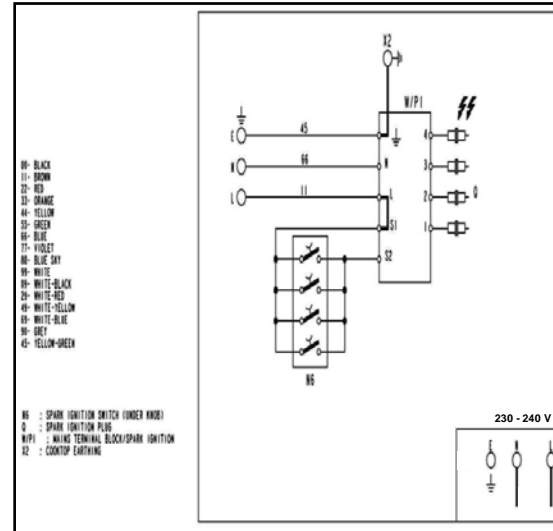 X2
W/PI
E
45
4
N
66
N
3
L
11
L
2
Q
S1
1
S2
N6
00- BLACK
11- BROWN
22- RED
33- ORANGE
44- YELLOW
55- GREEN
66- BLUE
77- VIOLET
88- BLUE SKY
99- WHITE
09- WHITE-BLACK
29- WHITE-RED
49- WHITE-YELLOW
69- WHITE-BLUE
90- GREY
45- YELLOW-GREEN
N6 : SPARK IGNITION SWITCH (UNDER KNOB)
Q : SPARK IGNITION PLUG
W/PI : MAINS TERMINAL BLOCK/SPARK IGNITION
X2 : COOKTOP EARTHING
230 - 240 V
E N L